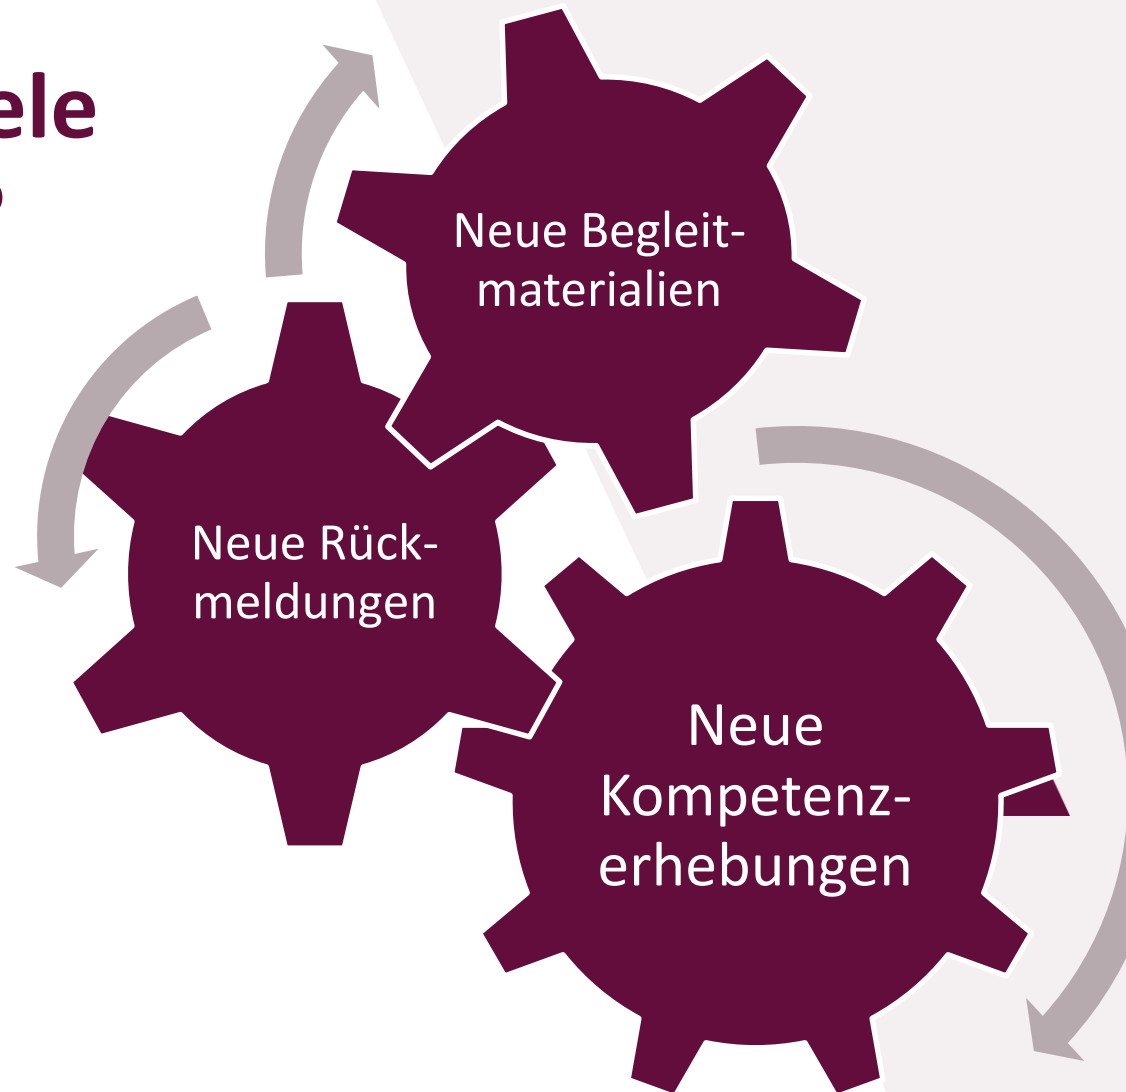 ele
?
Neue Begleit-
materialien
Neue Rück-
meldungen
Neue
Kompetenz-
erhebungen